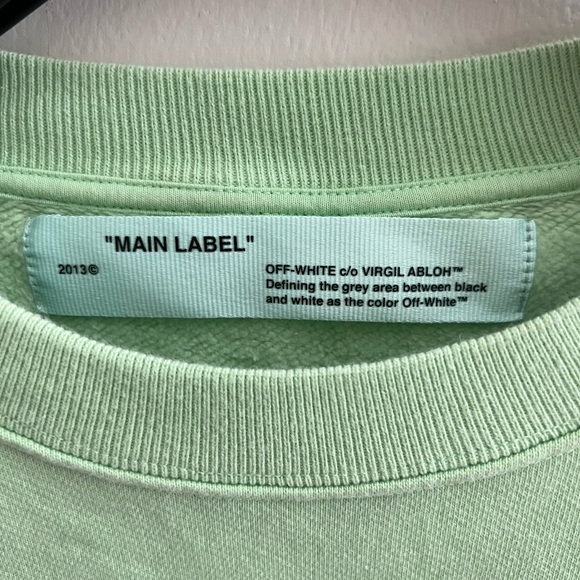 "MAIN LABEL"
2013©
OFF-WHITE c/o VIRGIL ABLOH™
Defining the grey area between black
and white as the color Off-White™